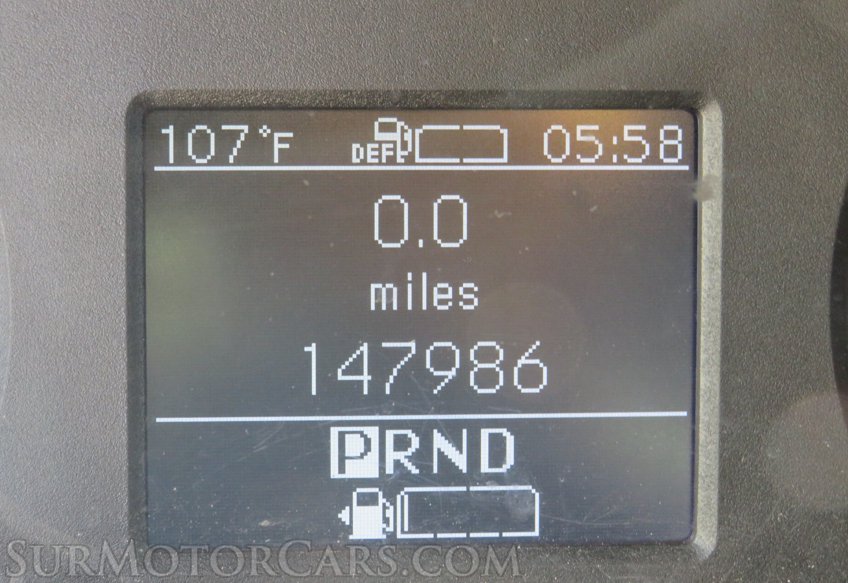 107°F DEF 05:58
0.0
miles
147986
PRND
SURMOTORCARS.COM